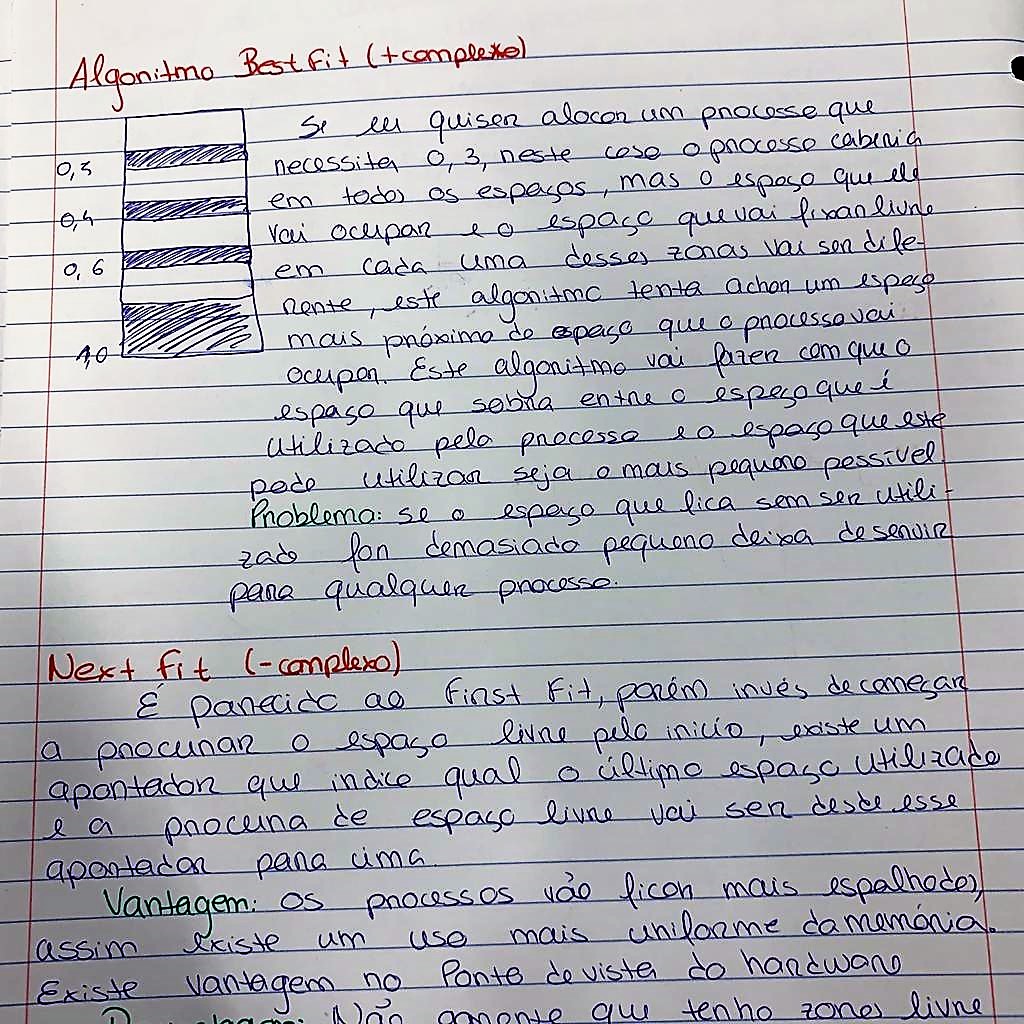 Algoritmo Best Fit (+complexo)
Se eu quiser alocar um processo que
0,3
necessita 0,3, neste caso o processo caberia
em todos os espaços, mas o espaço que ele
0,4
vai ocupar e o espaço que vai fixar livre
0,6
em cada uma dessas zonas vai ser dife-
rente, este algoritmo tenta achar um espaço
mais próximo do espaço que o processo vai
1,0
ocupar. Este algoritmo vai fazer com que o
espaço que sobra entre o espaço que é
utilizado pelo processo e o espaço que este
pode utilizar seja o mais pequeno possível
Problema: se o espaço que fica sem ser utili-
zado for demasiado pequeno deixa de servir
para qualquer processo.
Next Fit (-complexo)
É parecido ao First Fit, porém invés de começar
a procurar o espaço livre pelo inicio, existe um
apontador que indica qual o último espaço utilizado
e a procura de espaço livre vai ser desde esse
apontador para cima.
Vantagem: Os processos vão ficar mais espalhados,
assim existe um uso mais uniforme da memória.
Existe vantagem no Ponto de vista do hardware
Não garante que tenho zonas livre